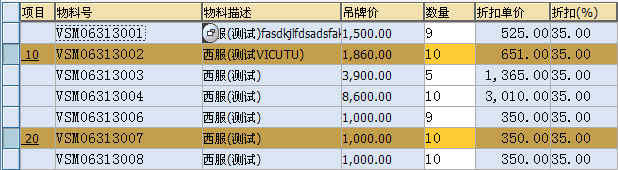 项目 物料号 物料描述 吊牌价 数量 折扣单价 折扣(%)
VSM06313001 西服(测试)fasdkjlfdsadsfak 1,500.00 9 525.00 35.00
10 VSM06313002 西服(测试VICUTU) 1,860.00 10 651.00 35.00
VSM06313003 西服(测试) 3,900.00 5 1,365.00 35.00
VSM06313004 西服(测试) 8,600.00 10 3,010.00 35.00
VSM06313006 西服(测试) 1,000.00 9 350.00 35.00
20 VSM06313007 西服(测试) 1,000.00 10 350.00 35.00
VSM06313008 西服(测试) 1,000.00 10 350.00 35.00